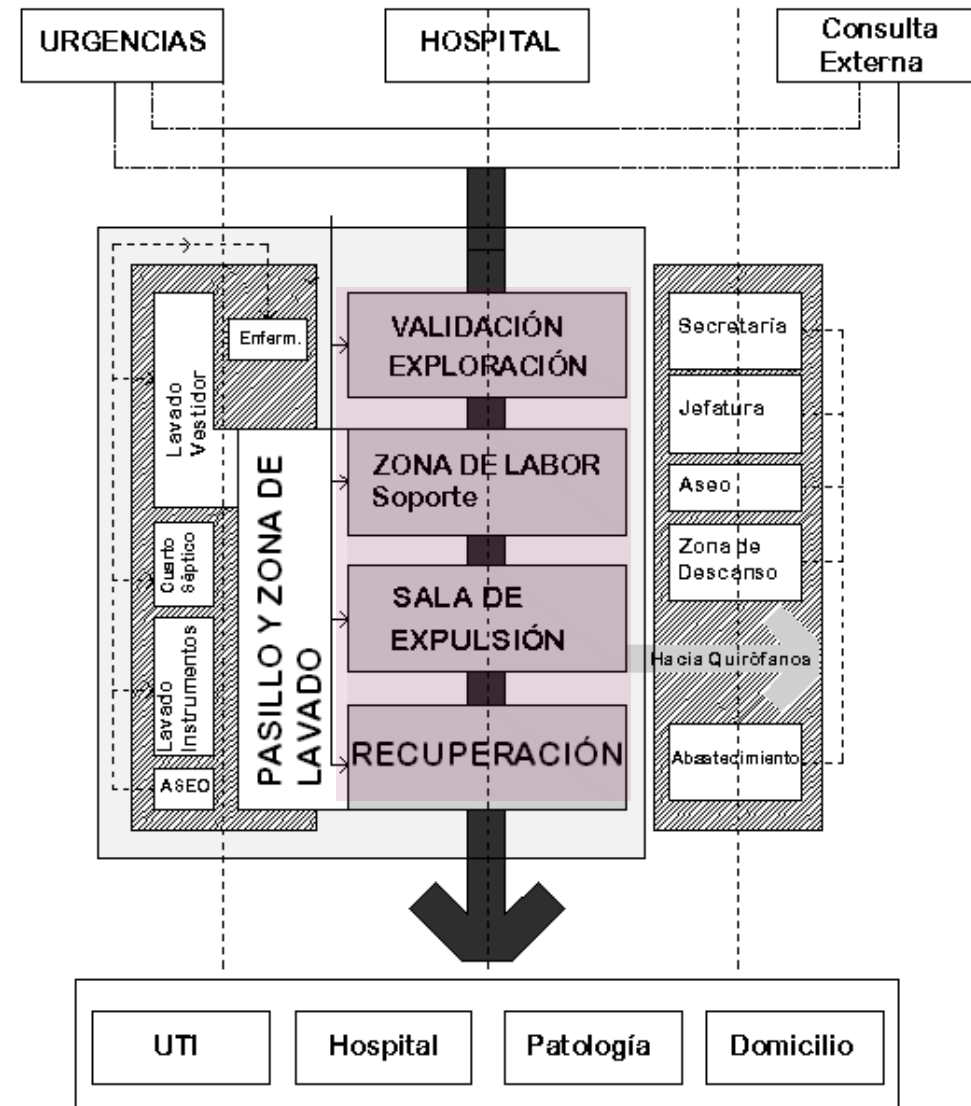 URGENCIAS
HOSPITAL
Consulta
Externa
Enferm.
Lavado
Vestidor
Cuarto
séptico
Lavado
Instrumentos
ASEO
PASILLO Y ZONA DE
LAVADO
VALIDACIÓN
EXPLORACIÓN
ZONA DE LABOR
Soporte
SALA DE
EXPULSIÓN
RECUPERACIÓN
Secretaría
Jefatura
Aseo
Zona de
Descanso
Hacia Quirófanos
Abastecimiento
UTI
Hospital
Patología
Domicilio